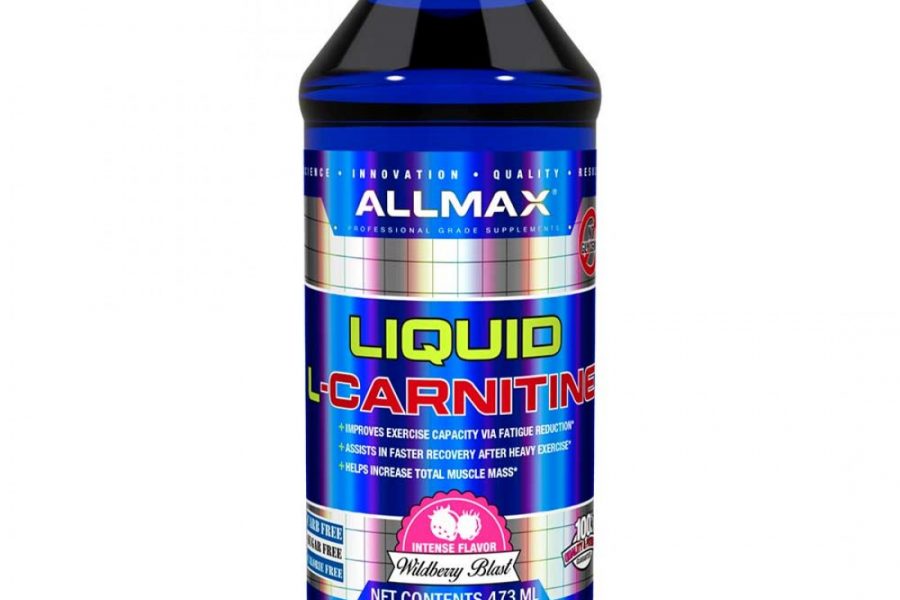 • INNOVATION • QUALITY •
ALLMAX®
• PROFESSIONAL GRADE SUPPLEMENTS •
LIQUID
L-CARNITINE
+IMPROVES EXERCISE CAPACITY VIA FATIGUE REDUCTION*
+ASSISTS IN FASTER RECOVERY AFTER HEAVY EXERCISE*
+HELPS INCREASE TOTAL MUSCLE MASS*
CARB FREE
SUGAR FREE
CALORIE FREE
INTENSE FLAVOR
Wildberry Blast
NET CONTENTS 473 ML